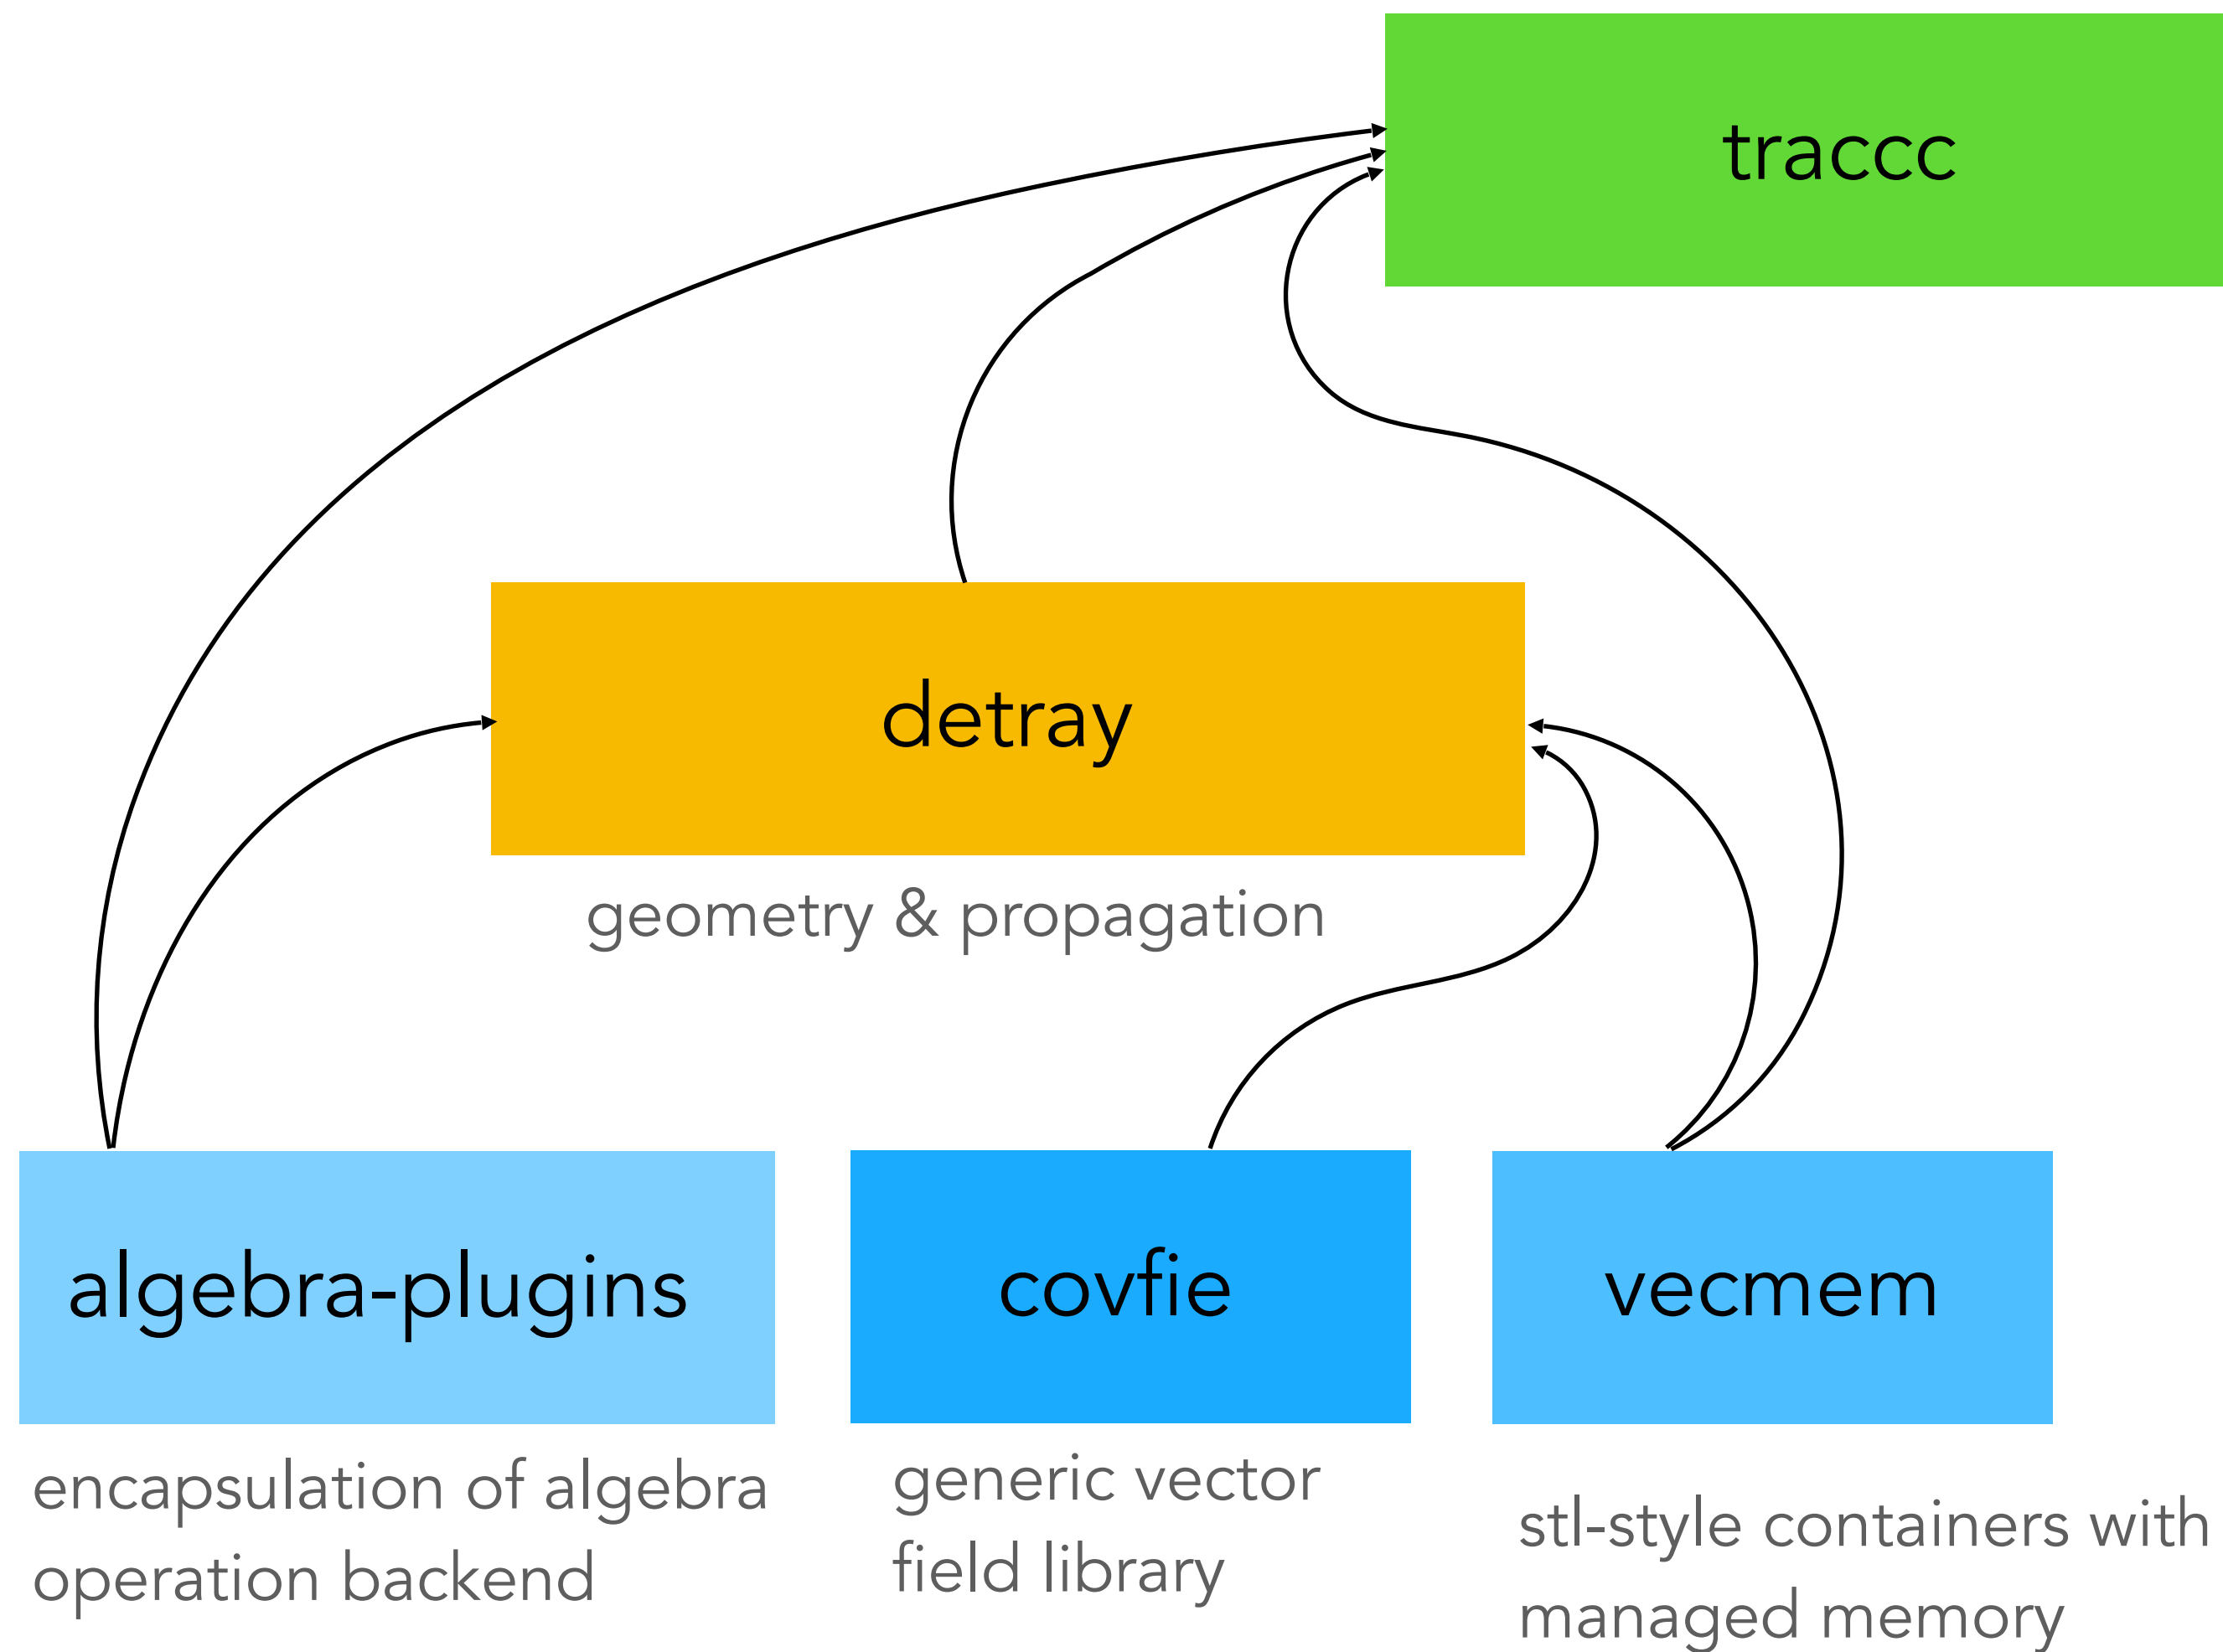 traccc
detray
geometry & propagation
algebra-plugins
encapsulation of algebra
operation backend
covfie
generic vector
field library
vecmem
stl-style containers with
managed memory